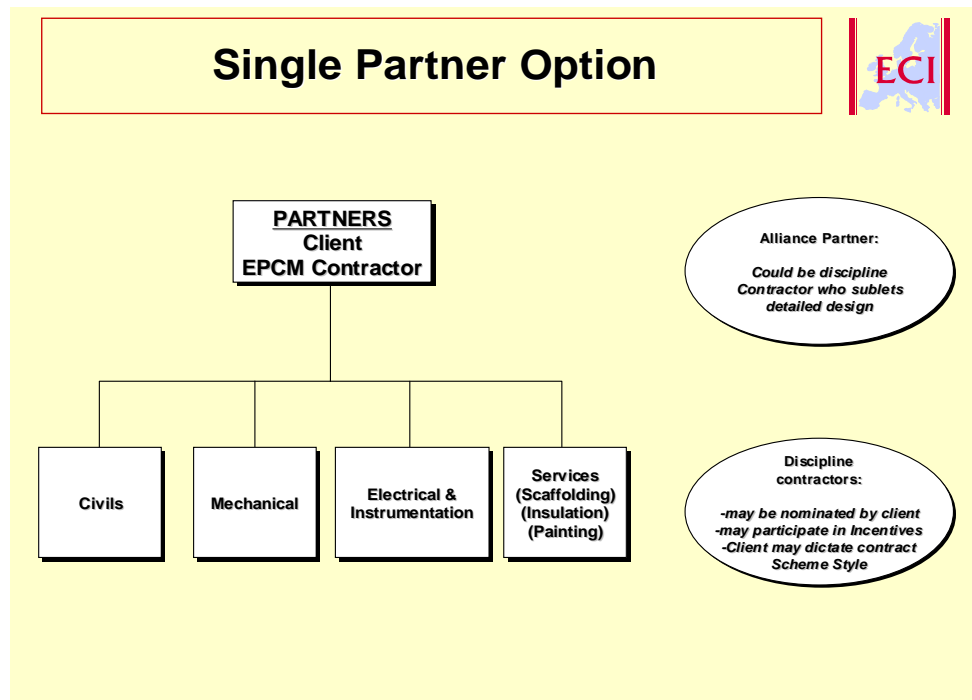 Single Partner Option
ECI
PARTNERS
Client
EPCM Contractor
Alliance Partner:
Could be discipline
Contractor who sublets
detailed design
Civils
Mechanical
Electrical &
Instrumentation
Services
(Scaffolding)
(Insulation)
(Painting)
Discipline
contractors:
-may be nominated by client
-may participate in Incentives
-Client may dictate contract
Scheme Style